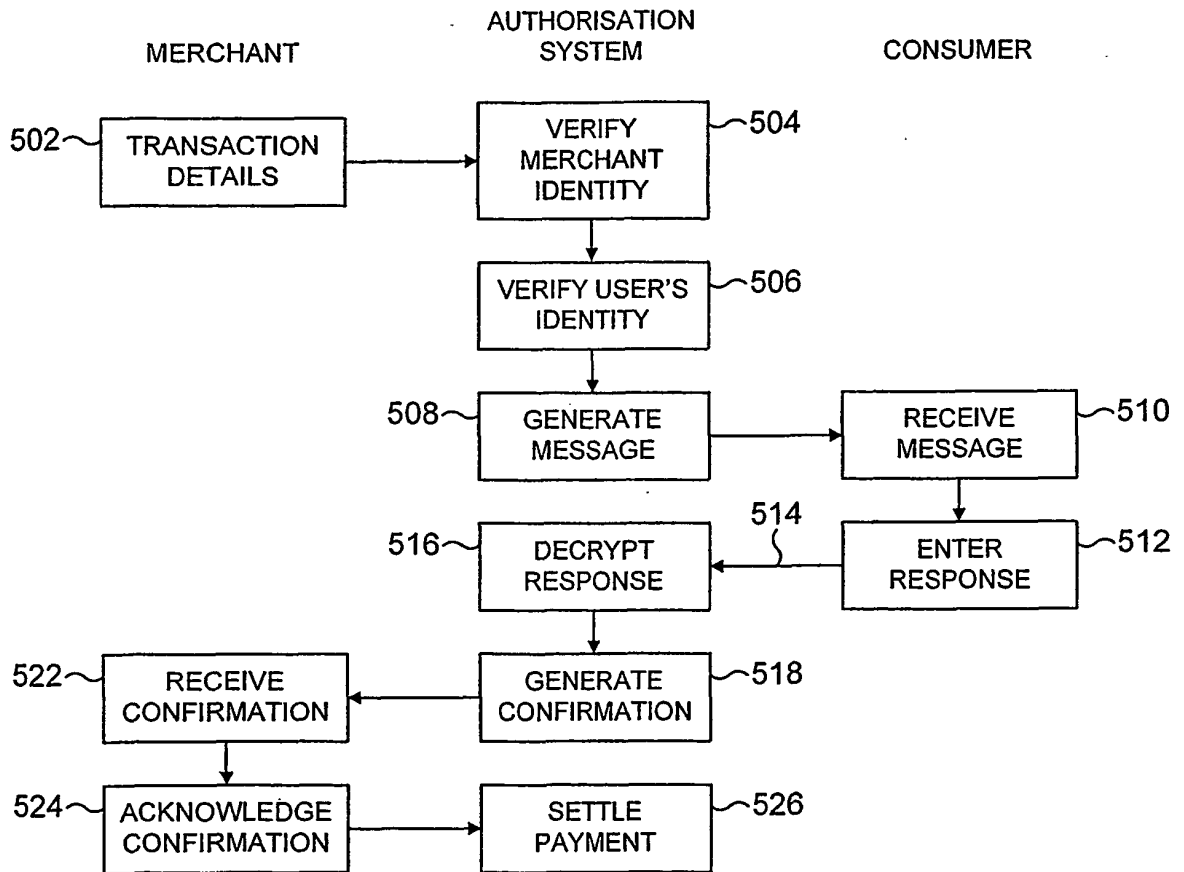 MERCHANT
AUTHORISATION
SYSTEM
CONSUMER
502
TRANSACTION
DETAILS
VERIFY
MERCHANT
IDENTITY
504
VERIFY USER'S
IDENTITY
506
508
GENERATE
MESSAGE
RECEIVE
MESSAGE
510
516
DECRYPT
RESPONSE
514
ENTER
RESPONSE
512
522
RECEIVE
CONFIRMATION
GENERATE
CONFIRMATION
518
524
ACKNOWLEDGE
CONFIRMATION
SETTLE
PAYMENT
526